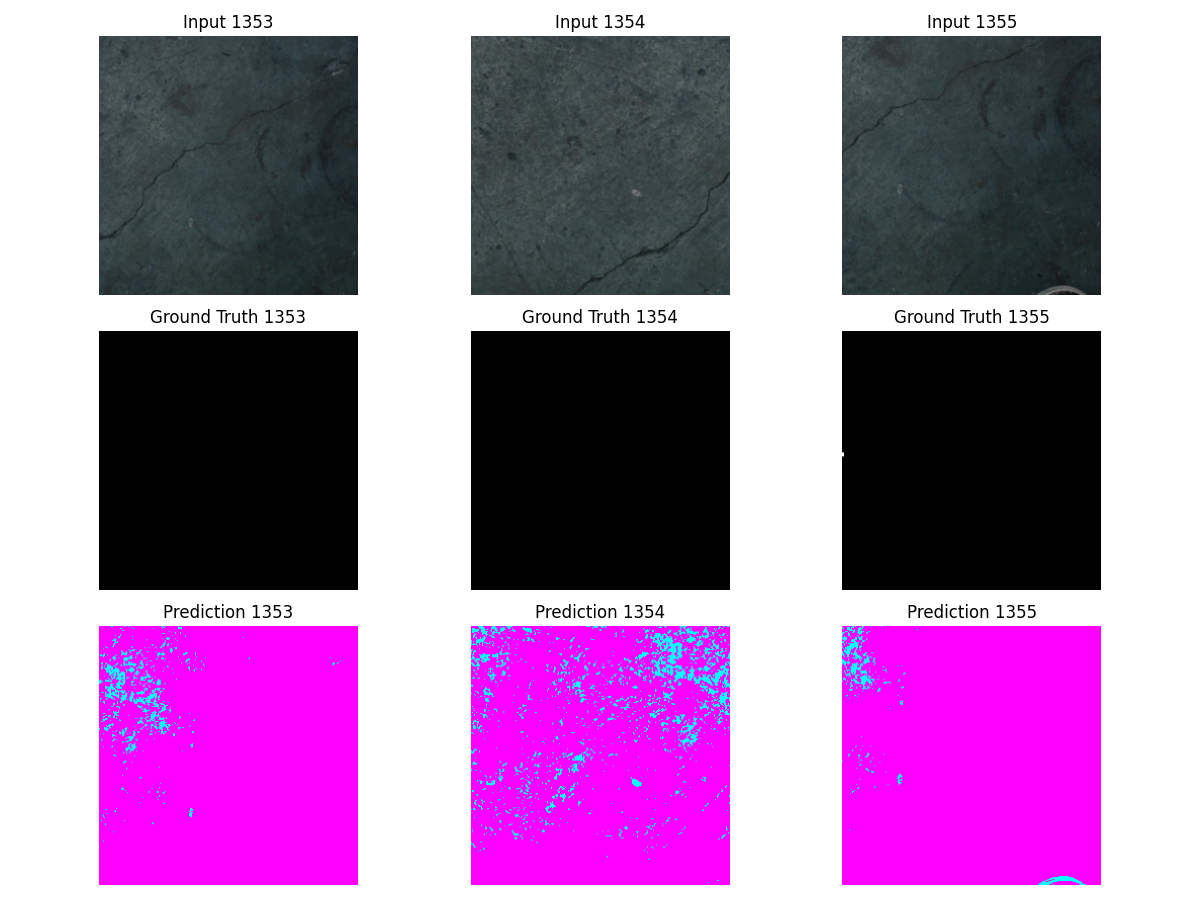 Input 1353
Input 1354
Input 1355
Ground Truth 1353
Ground Truth 1354
Ground Truth 1355
Prediction 1353
Prediction 1354
Prediction 1355